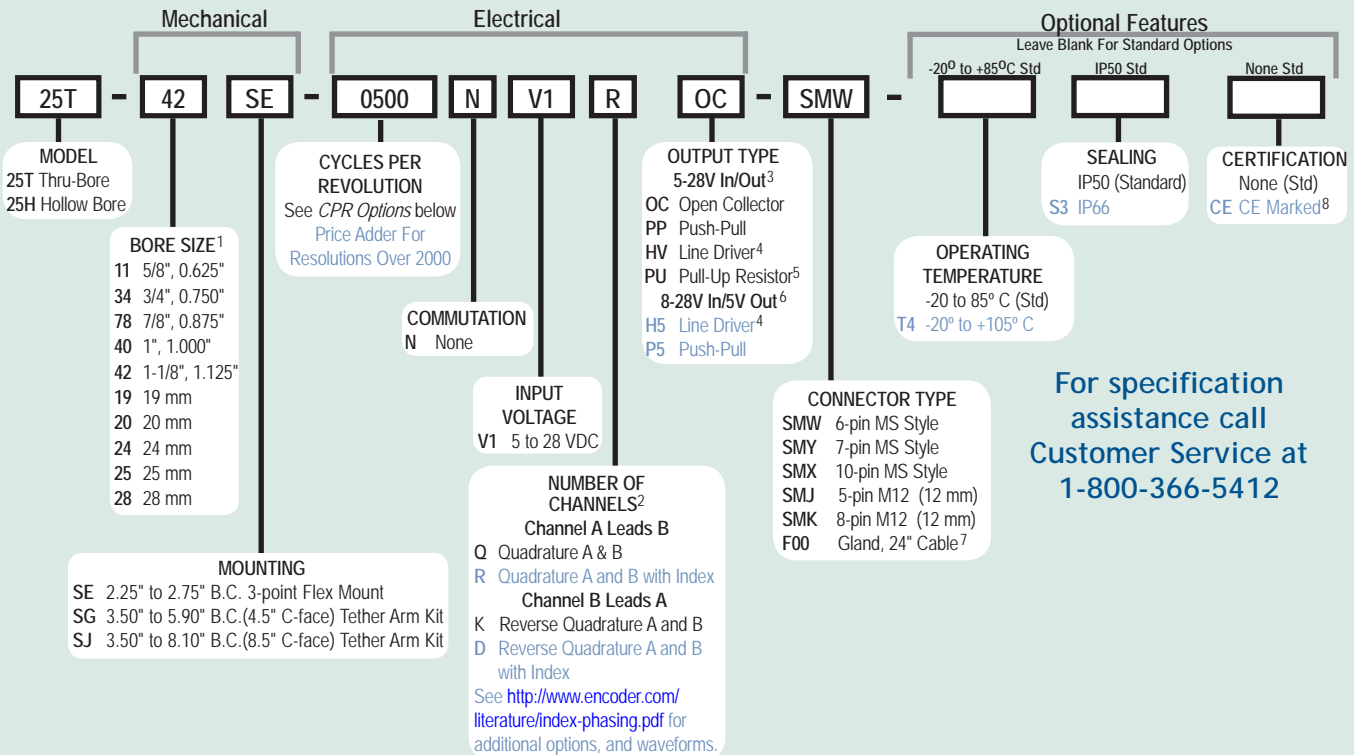 Mechanical
Electrical
Optional Features
Leave Blank For Standard Options
-20⁰ to +85⁰C Std
IP50 Std
None Std
25T - 42 SE - 0500 N V1 R OC - SMW -
MODEL
25T Thru-Bore
25H Hollow Bore
BORE SIZE¹
11 5/8", 0.625"
34 3/4", 0.750"
78 7/8", 0.875"
40 1", 1.000"
42 1-1/8", 1.125"
19 19 mm
20 20 mm
24 24 mm
25 25 mm
28 28 mm
MOUNTING
SE 2.25" to 2.75" B.C. 3-point Flex Mount
SG 3.50" to 5.90" B.C.(4.5" C-face) Tether Arm Kit
SJ 3.50" to 8.10" B.C.(8.5" C-face) Tether Arm Kit
CYCLES PER
REVOLUTION
See CPR Options below
Price Adder For
Resolutions Over 2000
COMMUTATION
N None
INPUT
VOLTAGE
V1 5 to 28 VDC
NUMBER OF
CHANNELS²
Channel A Leads B
Q Quadrature A & B
R Quadrature A and B with Index
Channel B Leads A
K Reverse Quadrature A and B
D Reverse Quadrature A and B
with Index
See http://www.encoder.com/
literature/index-phasing.pdf for
additional options, and waveforms.
OUTPUT TYPE
5-28V In/Out³
OC Open Collector
PP Push-Pull
HV Line Driver⁴
PU Pull-Up Resistor⁵
8-28V In/5V Out⁶
H5 Line Driver⁴
P5 Push-Pull
CONNECTOR TYPE
SMW 6-pin MS Style
SMY 7-pin MS Style
SMX 10-pin MS Style
SMJ 5-pin M12 (12 mm)
SMK 8-pin M12 (12 mm)
F00 Gland, 24" Cable⁷
OPERATING
TEMPERATURE
-20 to 85º C (Std)
T4 -20º to +105º C
SEALING
IP50 (Standard)
S3 IP66
CERTIFICATION
None (Std)
CE CE Marked⁸
For specification
assistance call
Customer Service at
1-800-366-5412